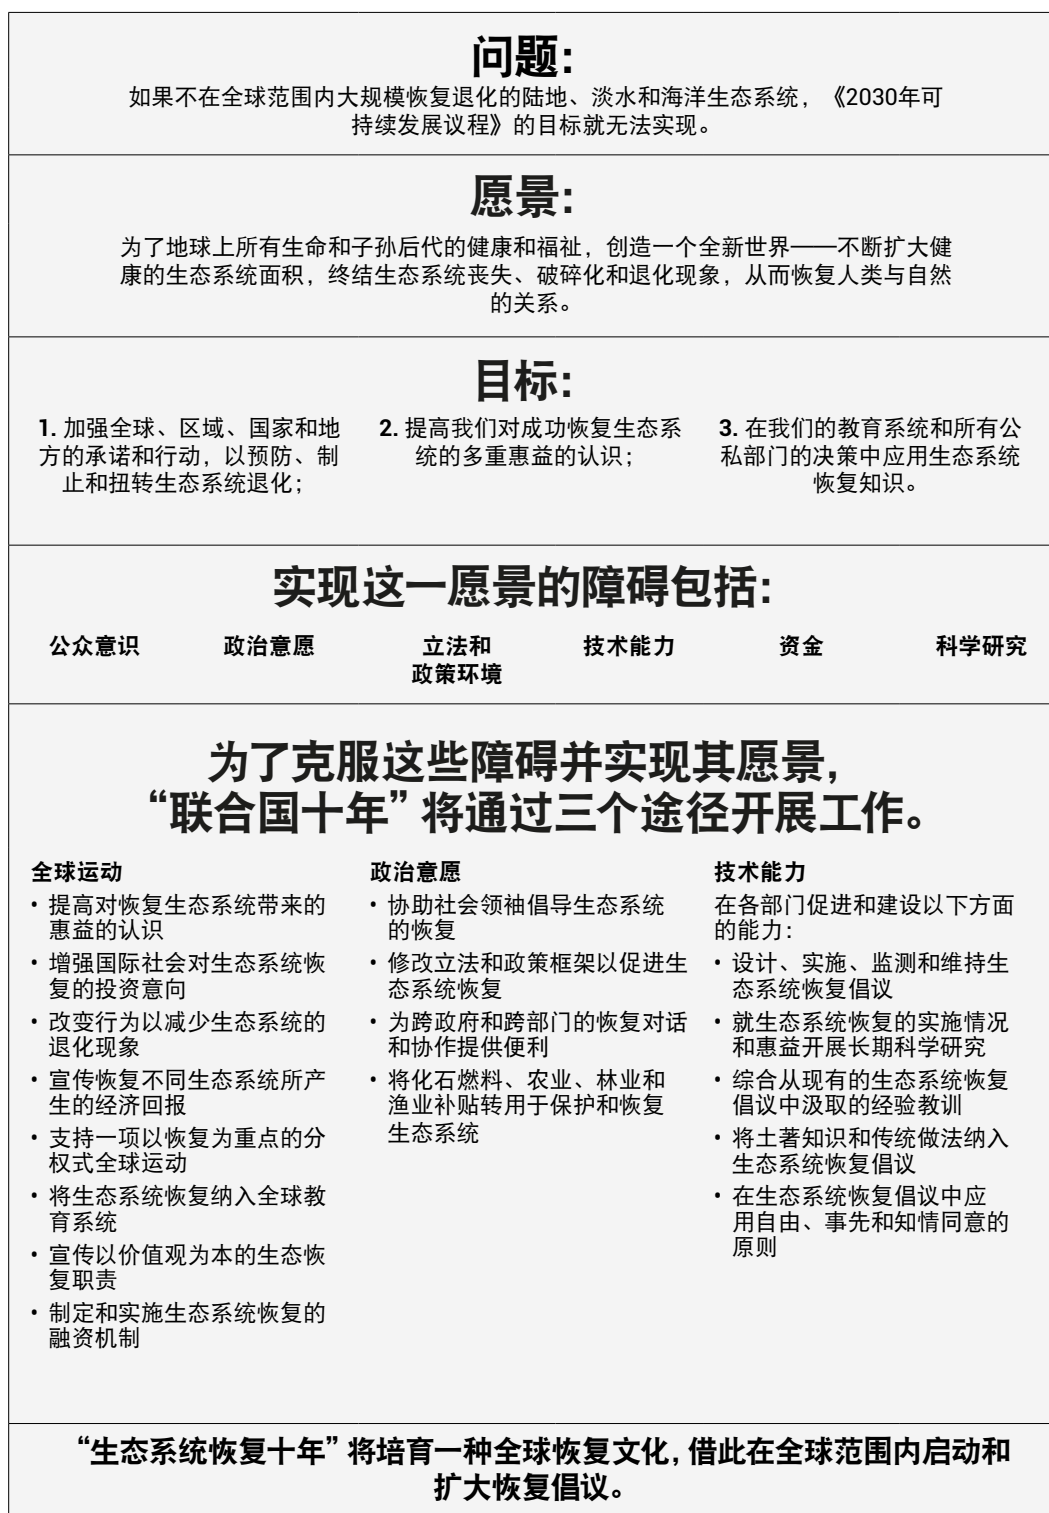 问题：
如果不在全球范围内大规模恢复退化的陆地、淡水和海洋生态系统，《2030年可
持续发展议程》的目标就无法实现。
愿景：
为了地球上所有生命和子孙后代的健康和福祉，创造一个全新世界——不断扩大健
康的生态系统面积，终结生态系统丧失、破碎化和退化现象，从而恢复人类与自然
的关系。
目标：
1. 加强全球、区域、国家和地
方的承诺和行动，以预防、制
止和扭转生态系统退化；
2. 提高我们对成功恢复生态系
统的多重惠益的认识；
3. 在我们的教育系统和所有公
私部门的决策中应用生态系统
恢复知识。
实现这一愿景的障碍包括：
公众意识
政治意愿
立法和
政策环境
技术能力
资金
科学研究
为了克服这些障碍并实现其愿景，
“联合国十年”将通过三个途径开展工作。
全球运动
• 提高对恢复生态系统带来的
惠益的认识
• 增强国际社会对生态系统恢
复的投资意向
• 改变行为以减少生态系统的
退化现象
• 宣传恢复不同生态系统所产
生的经济回报
• 支持一项以恢复为重点的分
权式全球运动
• 将生态系统恢复纳入全球教
育系统
• 宣传以价值观为本的生态恢
复职责
• 制定和实施生态系统恢复的
融资机制
政治意愿
• 协助社会领袖倡导生态系统
的恢复
• 修改立法和政策框架以促进生
态系统恢复
• 为跨政府和跨部门的恢复对话
和协作提供便利
• 将化石燃料、农业、林业和
渔业补贴转用于保护和恢复
生态系统
技术能力
在各部门促进和建设以下方面
的能力：
• 设计、实施、监测和维持生
态系统恢复倡议
• 就生态系统恢复的实施情况
和惠益开展长期科学研究
• 综合从现有的生态系统恢复
倡议中汲取的经验教训
• 将土著知识和传统做法纳入
生态系统恢复倡议
• 在生态系统恢复倡议中应
用自由、事先和知情同意的
原则
“生态系统恢复十年”将培育一种全球恢复文化，借此在全球范围内启动和
扩大恢复倡议。